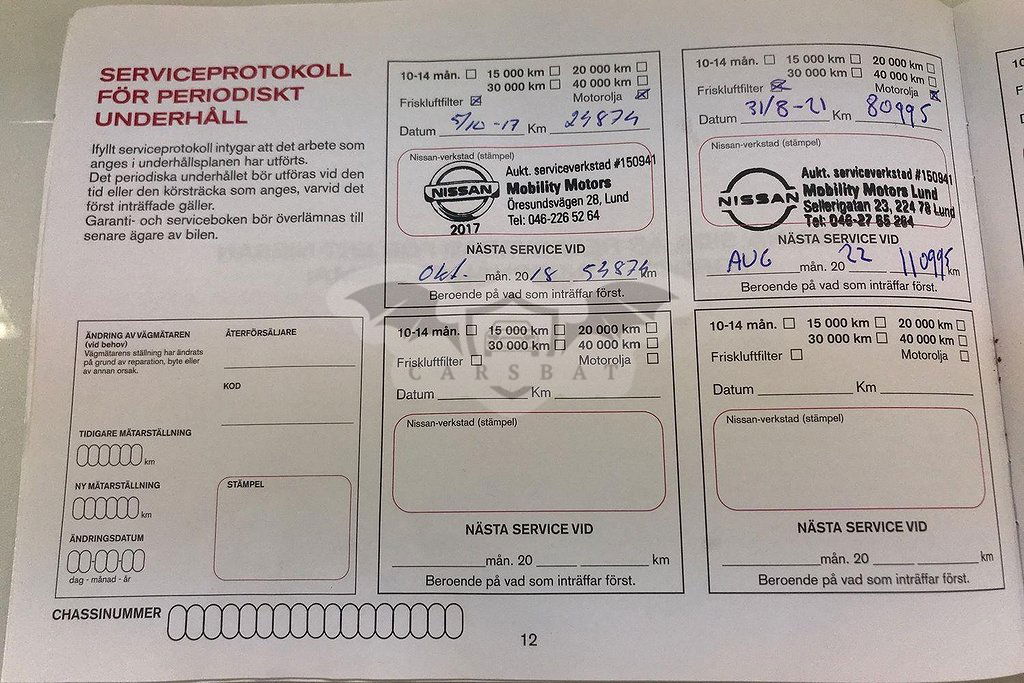 SERVICEPROTOKOLL
FÖR PERIODISKT
UNDERHÅLL
Ifyllt serviceprotokoll intygar att det arbete som
anges i underhållsplanen har utförts.
Det periodiska underhållet bör utföras vid den
tid eller den körsträcka som anges, varvid det
först inträffade gäller.
Garanti- och serviceboken bör överlämnas till
senare ägare av bilen.
10-14 mån. 15 000 km 20 000 km
30 000 km 40 000 km
Friskluftfilter Motorolja
Datum 5/10 -17 Km 24874
Nissan-verkstad (stämpel)
NISSAN
2017
Aukt. serviceverkstad #150941
Mobility Motors
Öresundsvägen 28, Lund
Tel: 046-226 52 64
NÄSTA SERVICE VID
Okt. mån. 20 18 54874 km
Beroende på vad som inträffar först.
10-14 mån. 15 000 km 20 000 km
30 000 km 40 000 km
Friskluftfilter Motorolja
Datum 31/8-21 Km 80995
Nissan-verkstad (stämpel)
NISSAN
Aukt. serviceverkstad #150941
Mobility Motors Lund
Sellerigatan 23, 224 78 Lund
Tel: 046-27 65 264
NÄSTA SERVICE VID
AUG mån. 20 22 110995 km
Beroende på vad som inträffar först.
ÄNDRING AV VÄGMÄTAREN
(vid behov)
Vägmätarens ställning har ändrats
på grund av reparation, byte eller
av annan orsak.
ÅTERFÖRSÄLJARE
KOD
TIDIGARE MÄTARSTÄLLNING
km
NY MÄTARSTÄLLNING
km
ÄNDRINGSDATUM
dag - månad - år
STÄMPEL
10-14 mån. 15 000 km 20 000 km
30 000 km 40 000 km
Friskluftfilter Motorolja
CARSBAT
Datum Km
Nissan-verkstad (stämpel)
NÄSTA SERVICE VID
mån. 20 km
Beroende på vad som inträffar först.
10-14 mån. 15 000 km 20 000 km
30 000 km 40 000 km
Friskluftfilter Motorolja
Datum Km
Nissan-verkstad (stämpel)
NÄSTA SERVICE VID
mån. 20 km
Beroende på vad som inträffar först.
CHASSINUMMER
12